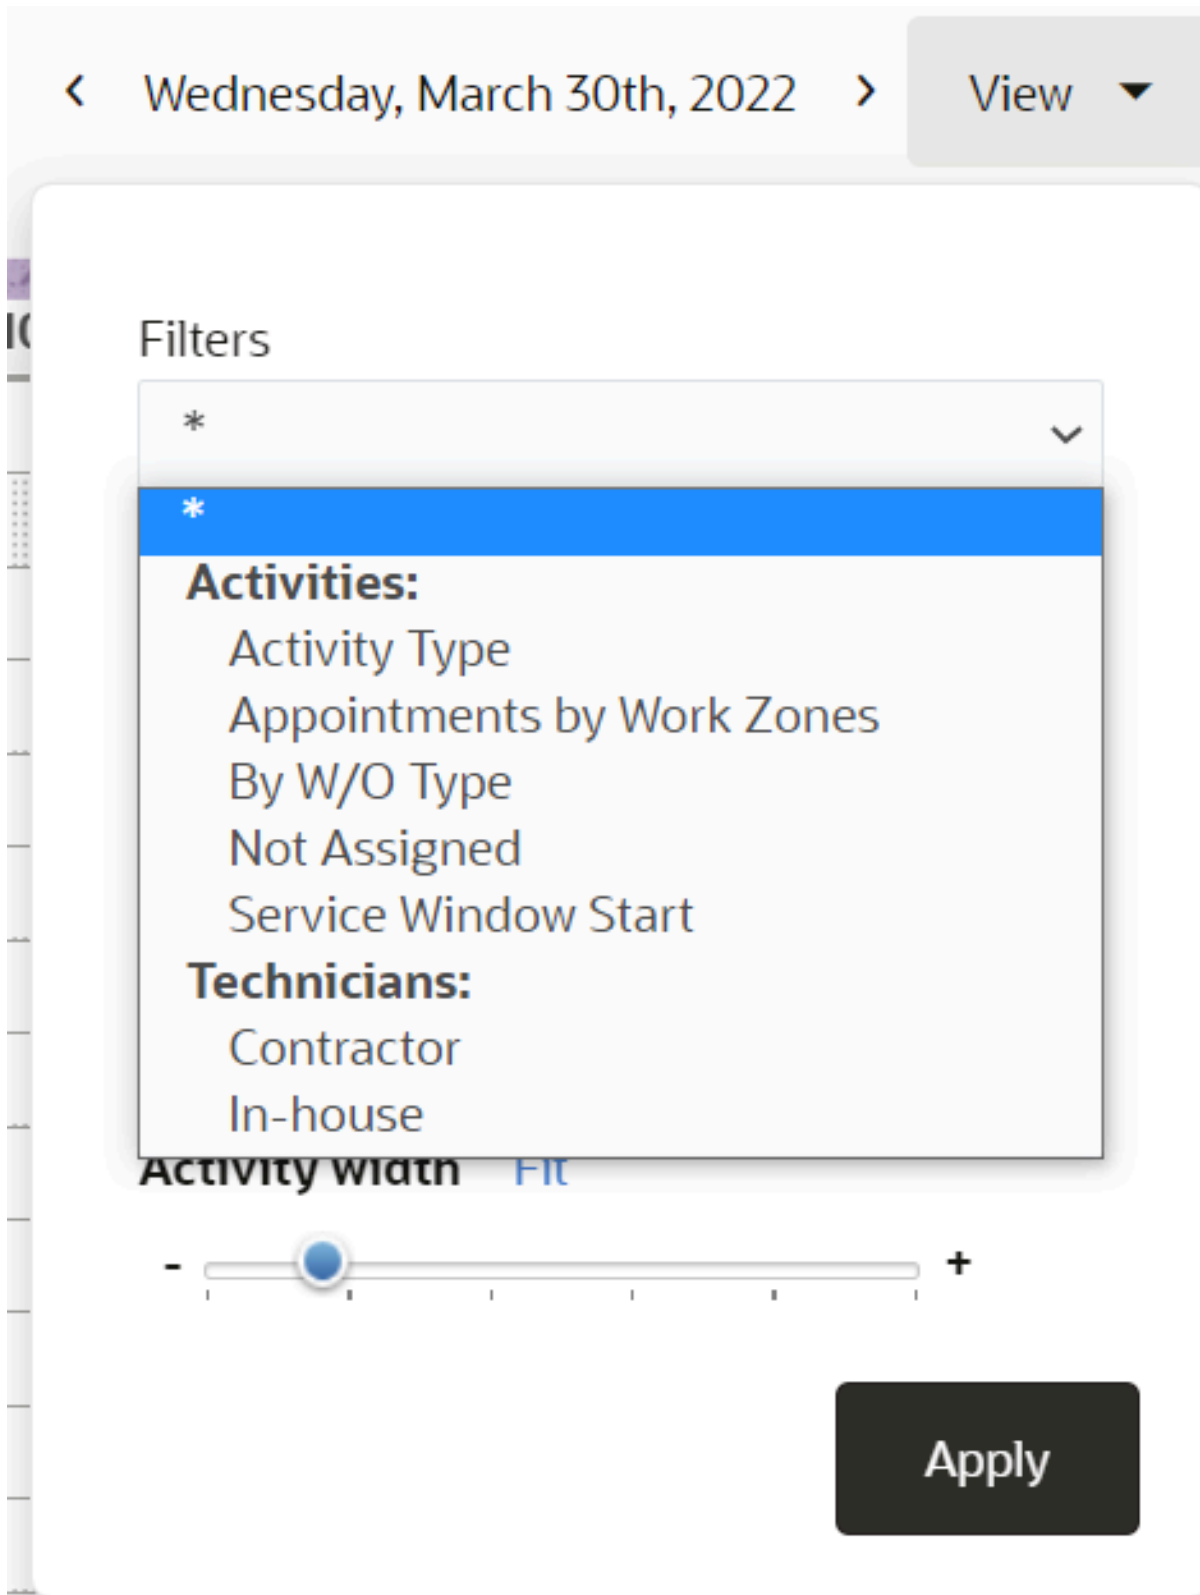 Wednesday, March 30th, 2022 View
Filters
*
*
Activities:
Activity Type
Appointments by Work Zones
By W/O Type
Not Assigned
Service Window Start
Technicians:
Contractor
In-house
Activity width Fit
- +
Apply